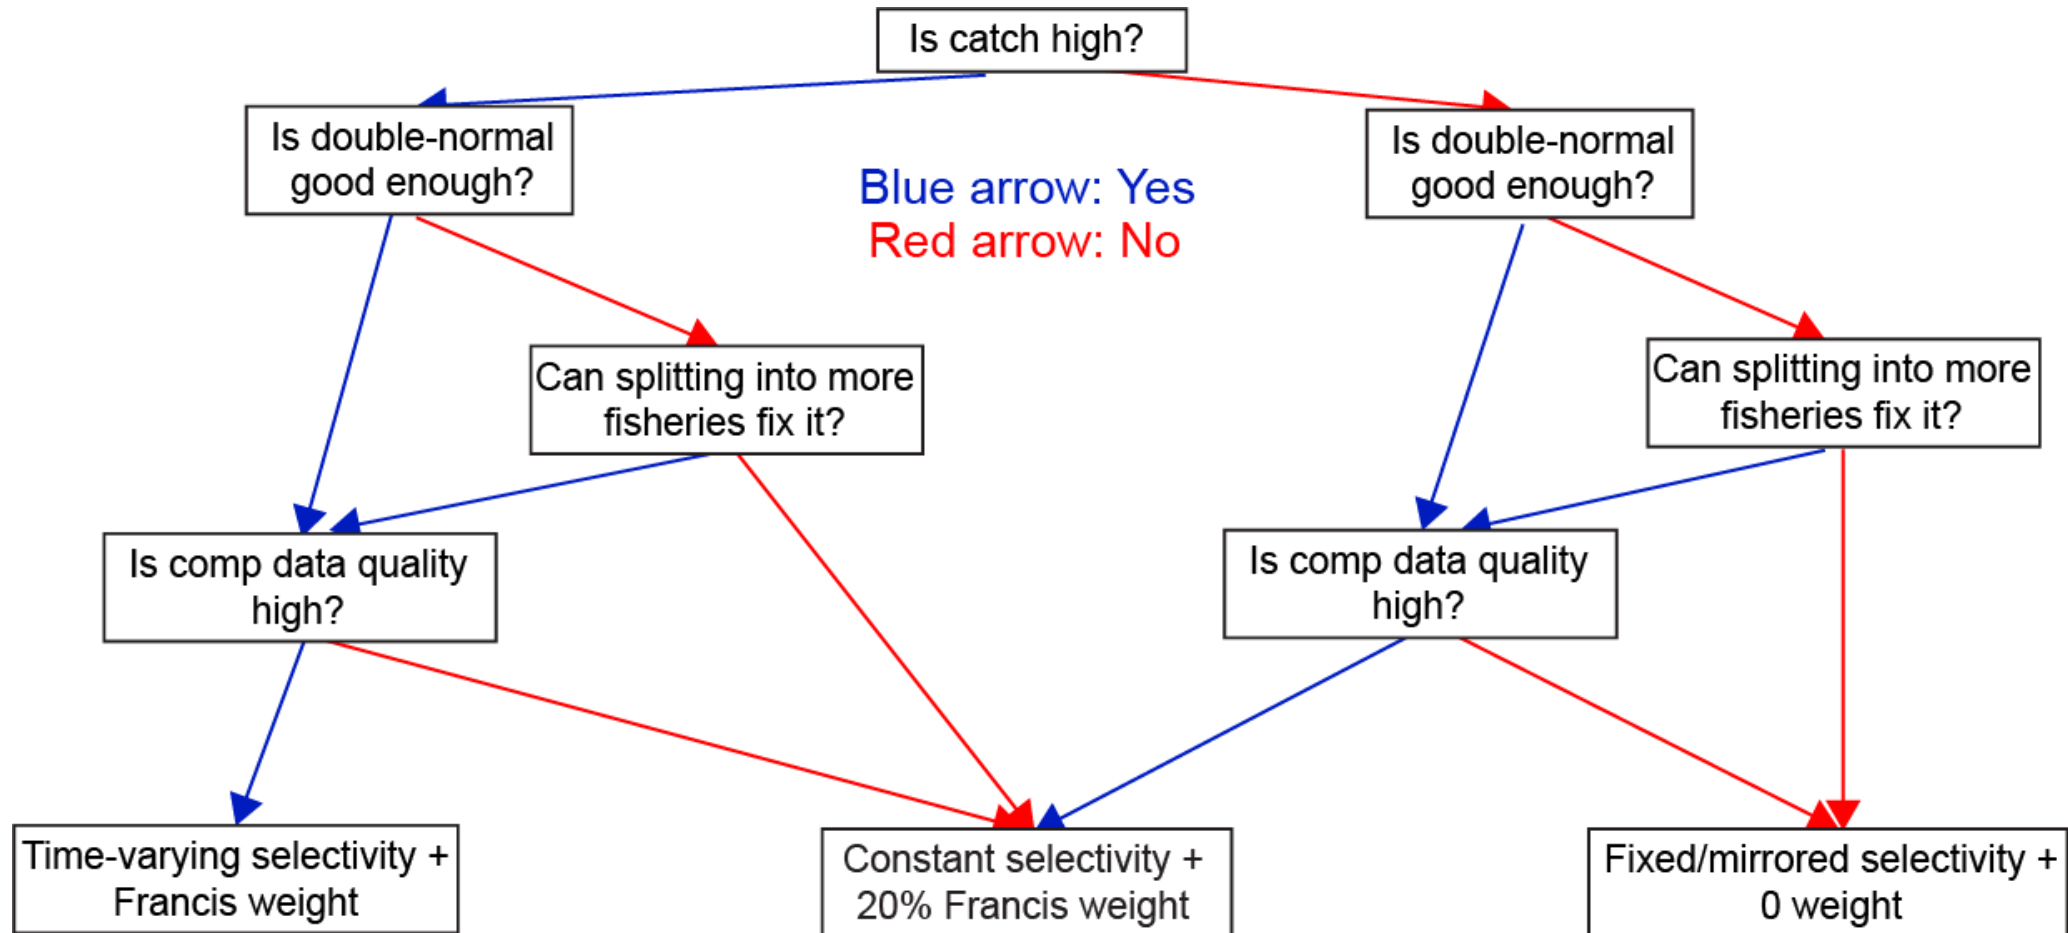 Is catch high?
Is double-normal
good enough?
Is double-normal
good enough?
Blue arrow: Yes
Red arrow: No
Can splitting into more
fisheries fix it?
Can splitting into more
fisheries fix it?
Is comp data quality
high?
Is comp data quality
high?
Time-varying selectivity +
Francis weight
Constant selectivity +
20% Francis weight
Fixed/mirrored selectivity +
0 weight